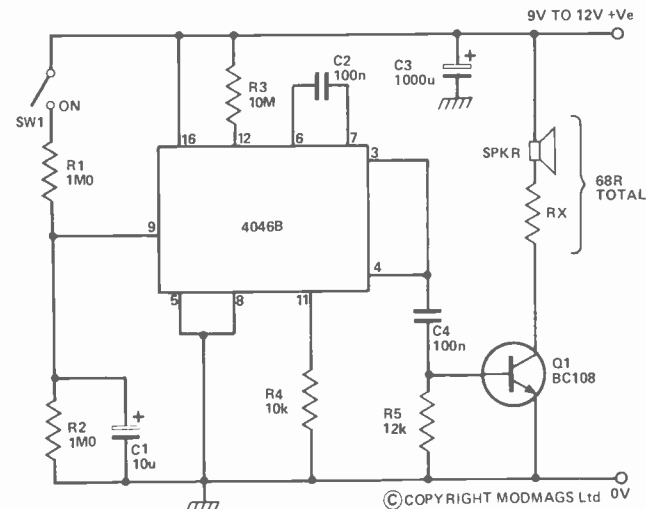 9V TO 12V +Ve
SW1
ON
R1
1M0
R3
10M
C2
100n
C3
1000u
+
SPKR
RX
68R
TOTAL
16
12
6
7
3
9
4046B
4
5
8
11
C4
100n
Q1
BC108
R4
10k
R5
12k
R2
1M0
+
C1
10u
© COPYRIGHT MODMAGS Ltd
0V